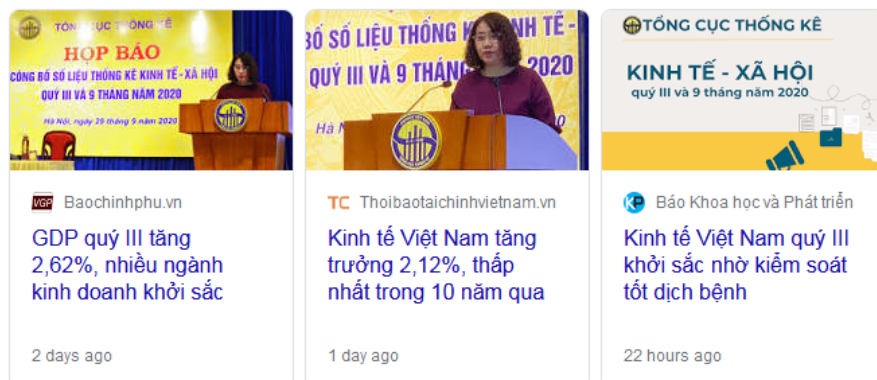 TỔNG CỤC THỐNG KÊ
HỌP BÁO
CÔNG BỐ SỐ LIỆU THỐNG KÊ KINH TẾ - XÃ HỘI
QUÝ III VÀ 9 THÁNG NĂM 2020
Hà Nội, ngày 29 tháng 9 năm 2020
VGP Baochinhphu.vn
GDP quý III tăng
2,62%, nhiều ngành
kinh doanh khởi sắc
2 days ago
BỐ SỐ LIỆU THỐNG KÊ KINH TẾ -
QUÝ III VÀ 9 THÁNG 2020
Hà N 20
TC Thoibaotaichinhvietnam.vn
Kinh tế Việt Nam tăng
trưởng 2,12%, thấp
nhất trong 10 năm qua
1 day ago
TỔNG CỤC THỐNG KÊ
KINH TẾ - XÃ HỘI
quý III và 9 tháng năm 2020
KP Báo Khoa học và Phát triển
Kinh tế Việt Nam quý III
khởi sắc nhờ kiểm soát
tốt dịch bệnh
22 hours ago